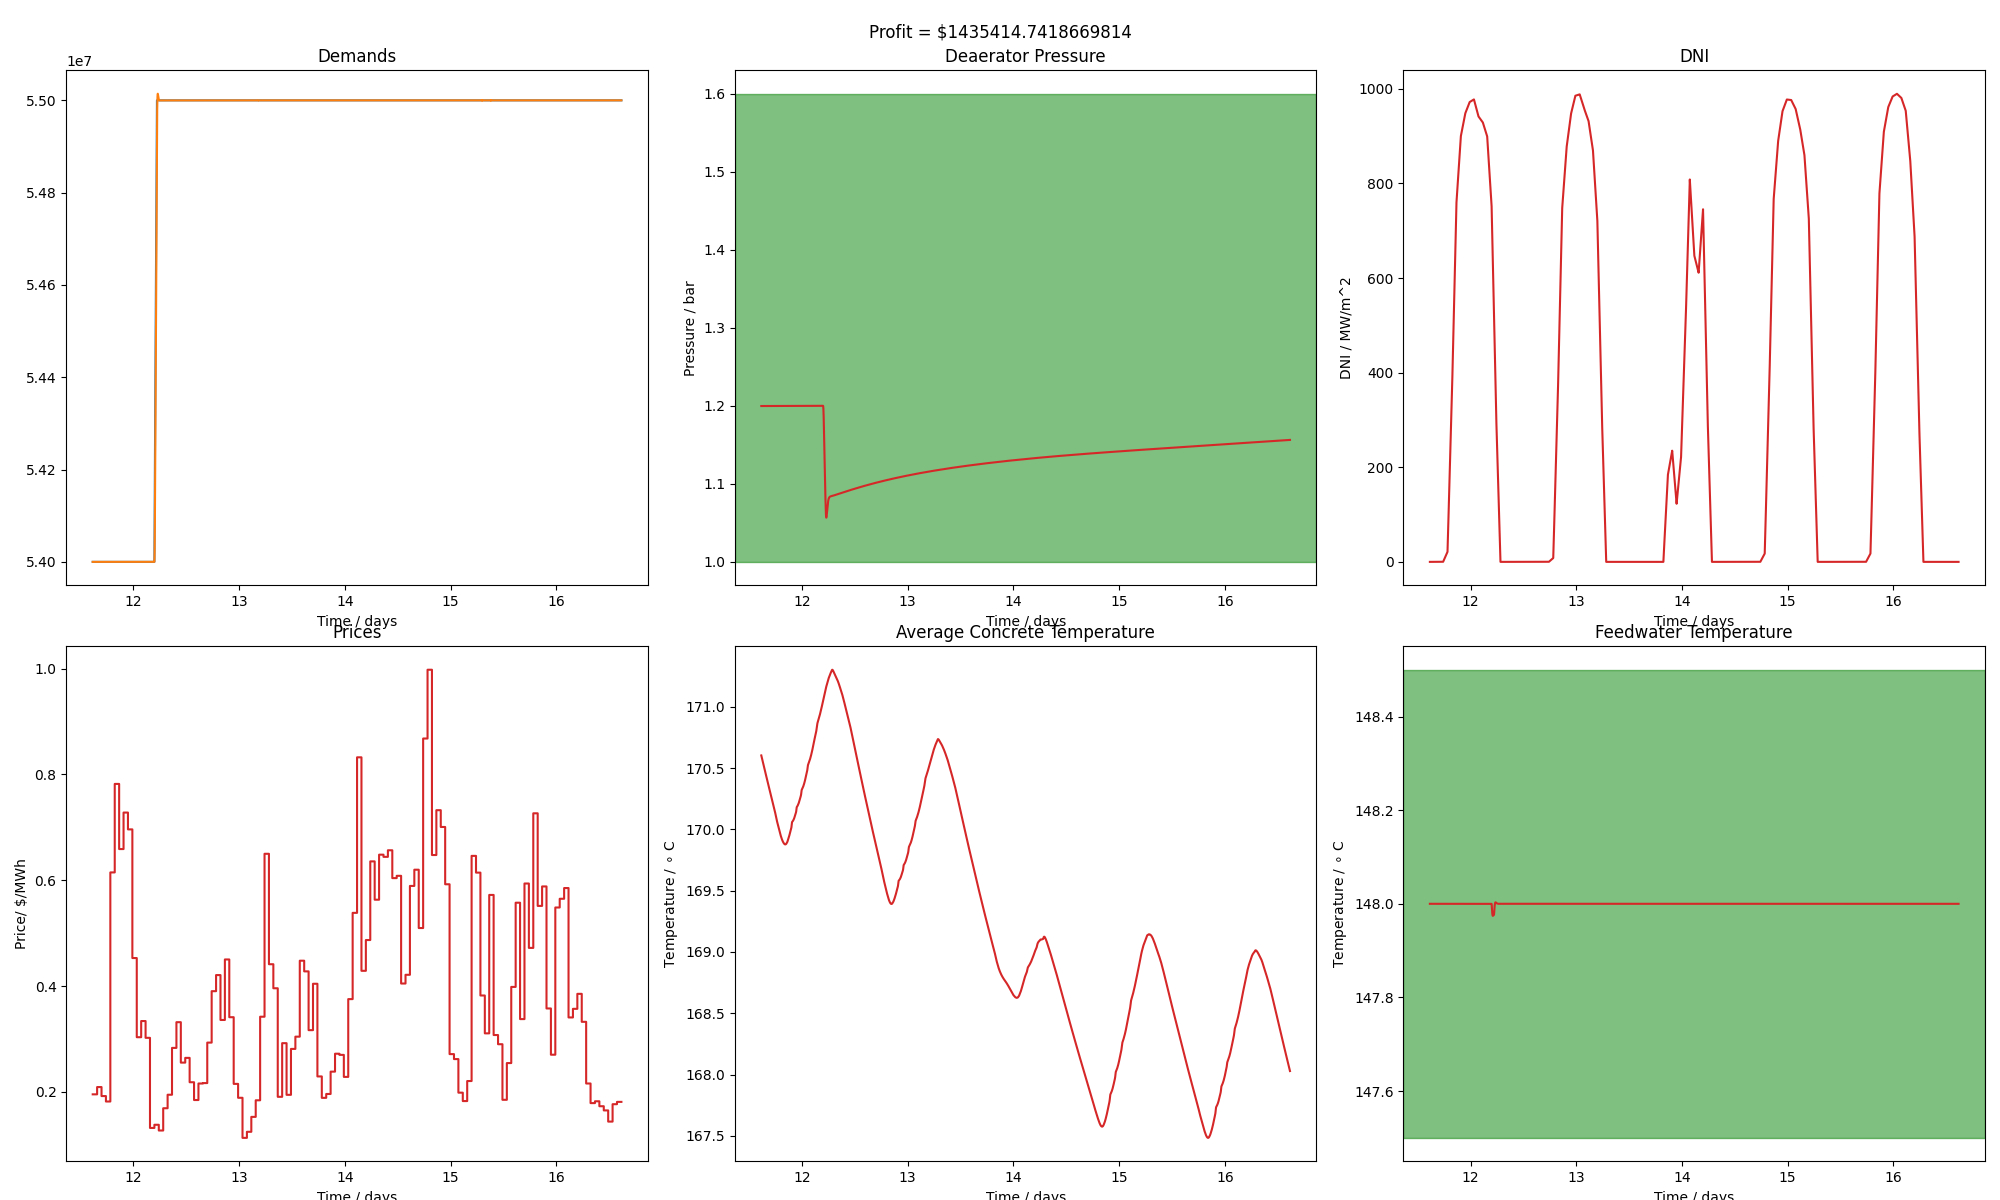 Profit = $1435414.7418669814
Demands
1e7
5.50
5.48
5.46
5.44
5.42
5.40
12 13 14 15 16
Time / days
Deaerator Pressure
Pressure / bar
1.6
1.5
1.4
1.3
1.2
1.1
1.0
12 13 14 15 16
Time / days
DNI
DNI / MW/m^2
1000
800
600
400
200
0
12 13 14 15 16
Time / days
Prices
Price/ $/MWh
1.0
0.8
0.6
0.4
0.2
12 13 14 15 16
Time / days
Average Concrete Temperature
Temperature / ∘ C
171.0
170.5
170.0
169.5
169.0
168.5
168.0
167.5
12 13 14 15 16
Time / days
Feedwater Temperature
Temperature / ∘ C
148.4
148.2
148.0
147.8
147.6
12 13 14 15 16
Time / days